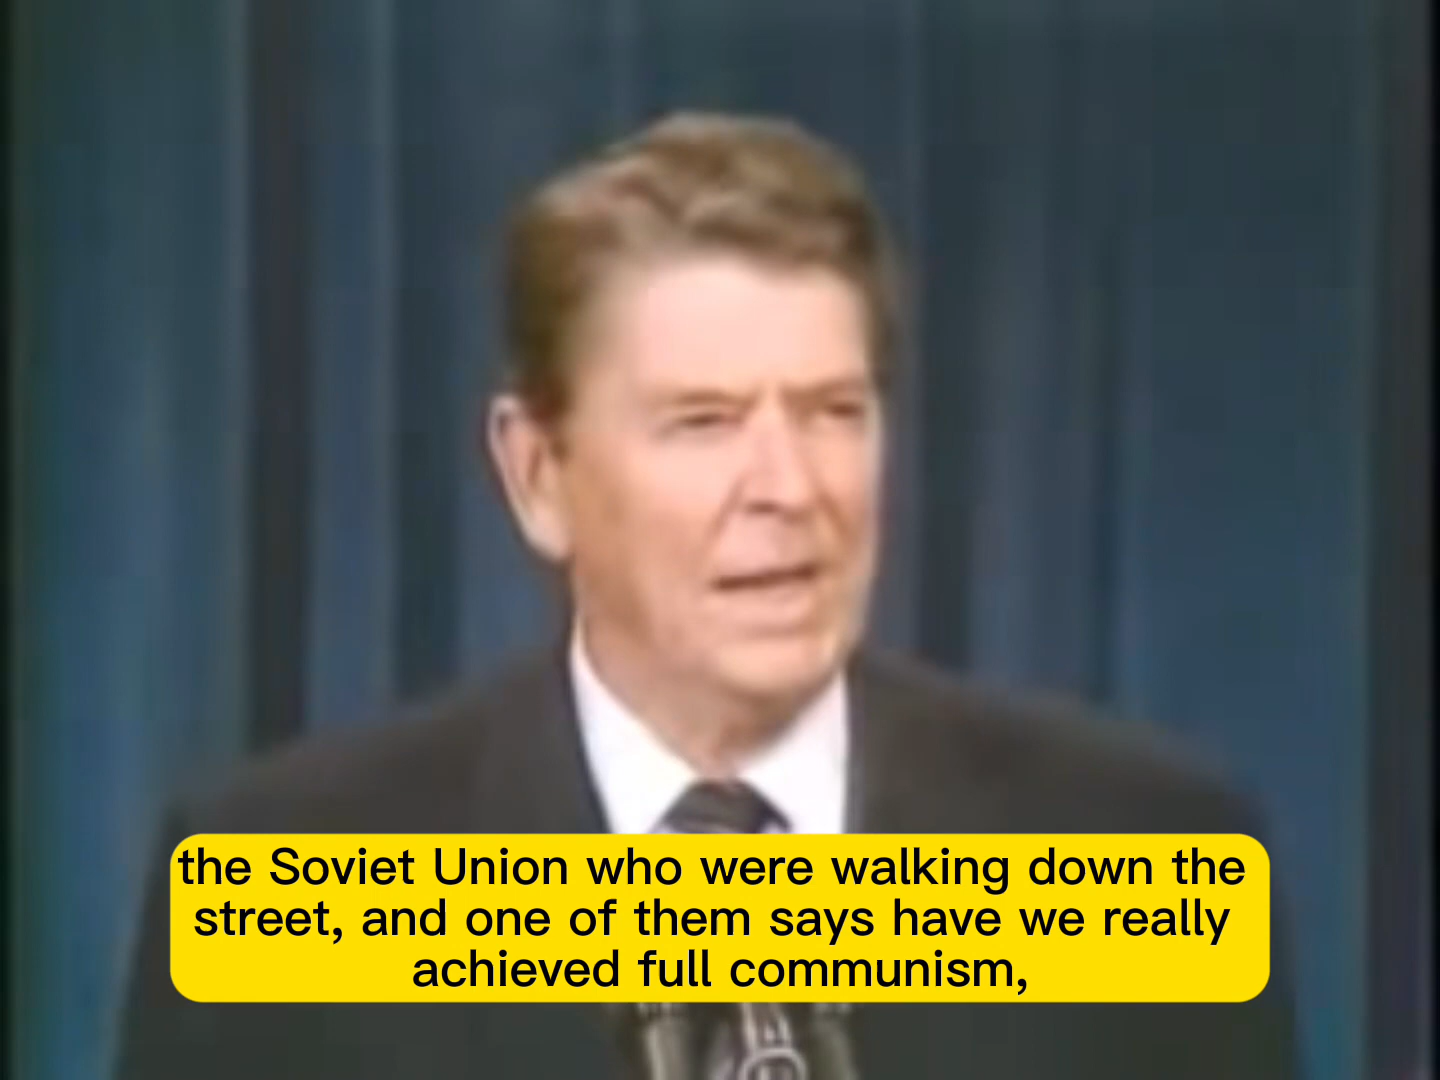 the Soviet Union who were walking down the
street, and one of them says have we really
achieved full communism,